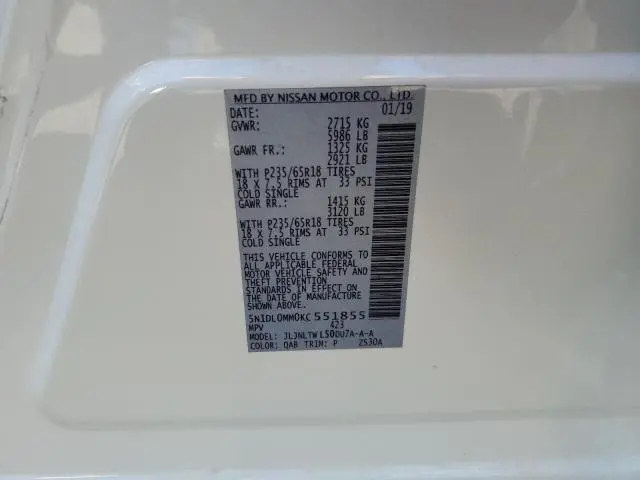 MFD BY NISSAN MOTOR CO., LTD.
DATE: 01/19
GVWR: 2715 KG
5986 LB
GAWR FR.: 1325 KG
2921 LB
WITH P235/65R18 TIRES
18 X 7.5 RIMS AT 33 PSI
COLD SINGLE
GAWR RR.: 1415 KG
3120 LB
WITH P235/65R18 TIRES
18 X 7.5 RIMS AT 33 PSI
COLD SINGLE
THIS VEHICLE CONFORMS TO
ALL APPLICABLE FEDERAL
MOTOR VEHICLE SAFETY AND
THEFT PREVENTION
STANDARDS IN EFFECT ON
THE DATE OF MANUFACTURE
SHOWN ABOVE.
5N1DL0MM0KC551855
MPV 423
MODEL: JL3NLTWL50DU7A-A-A
COLOR: QAB TRIM: P ZS30A